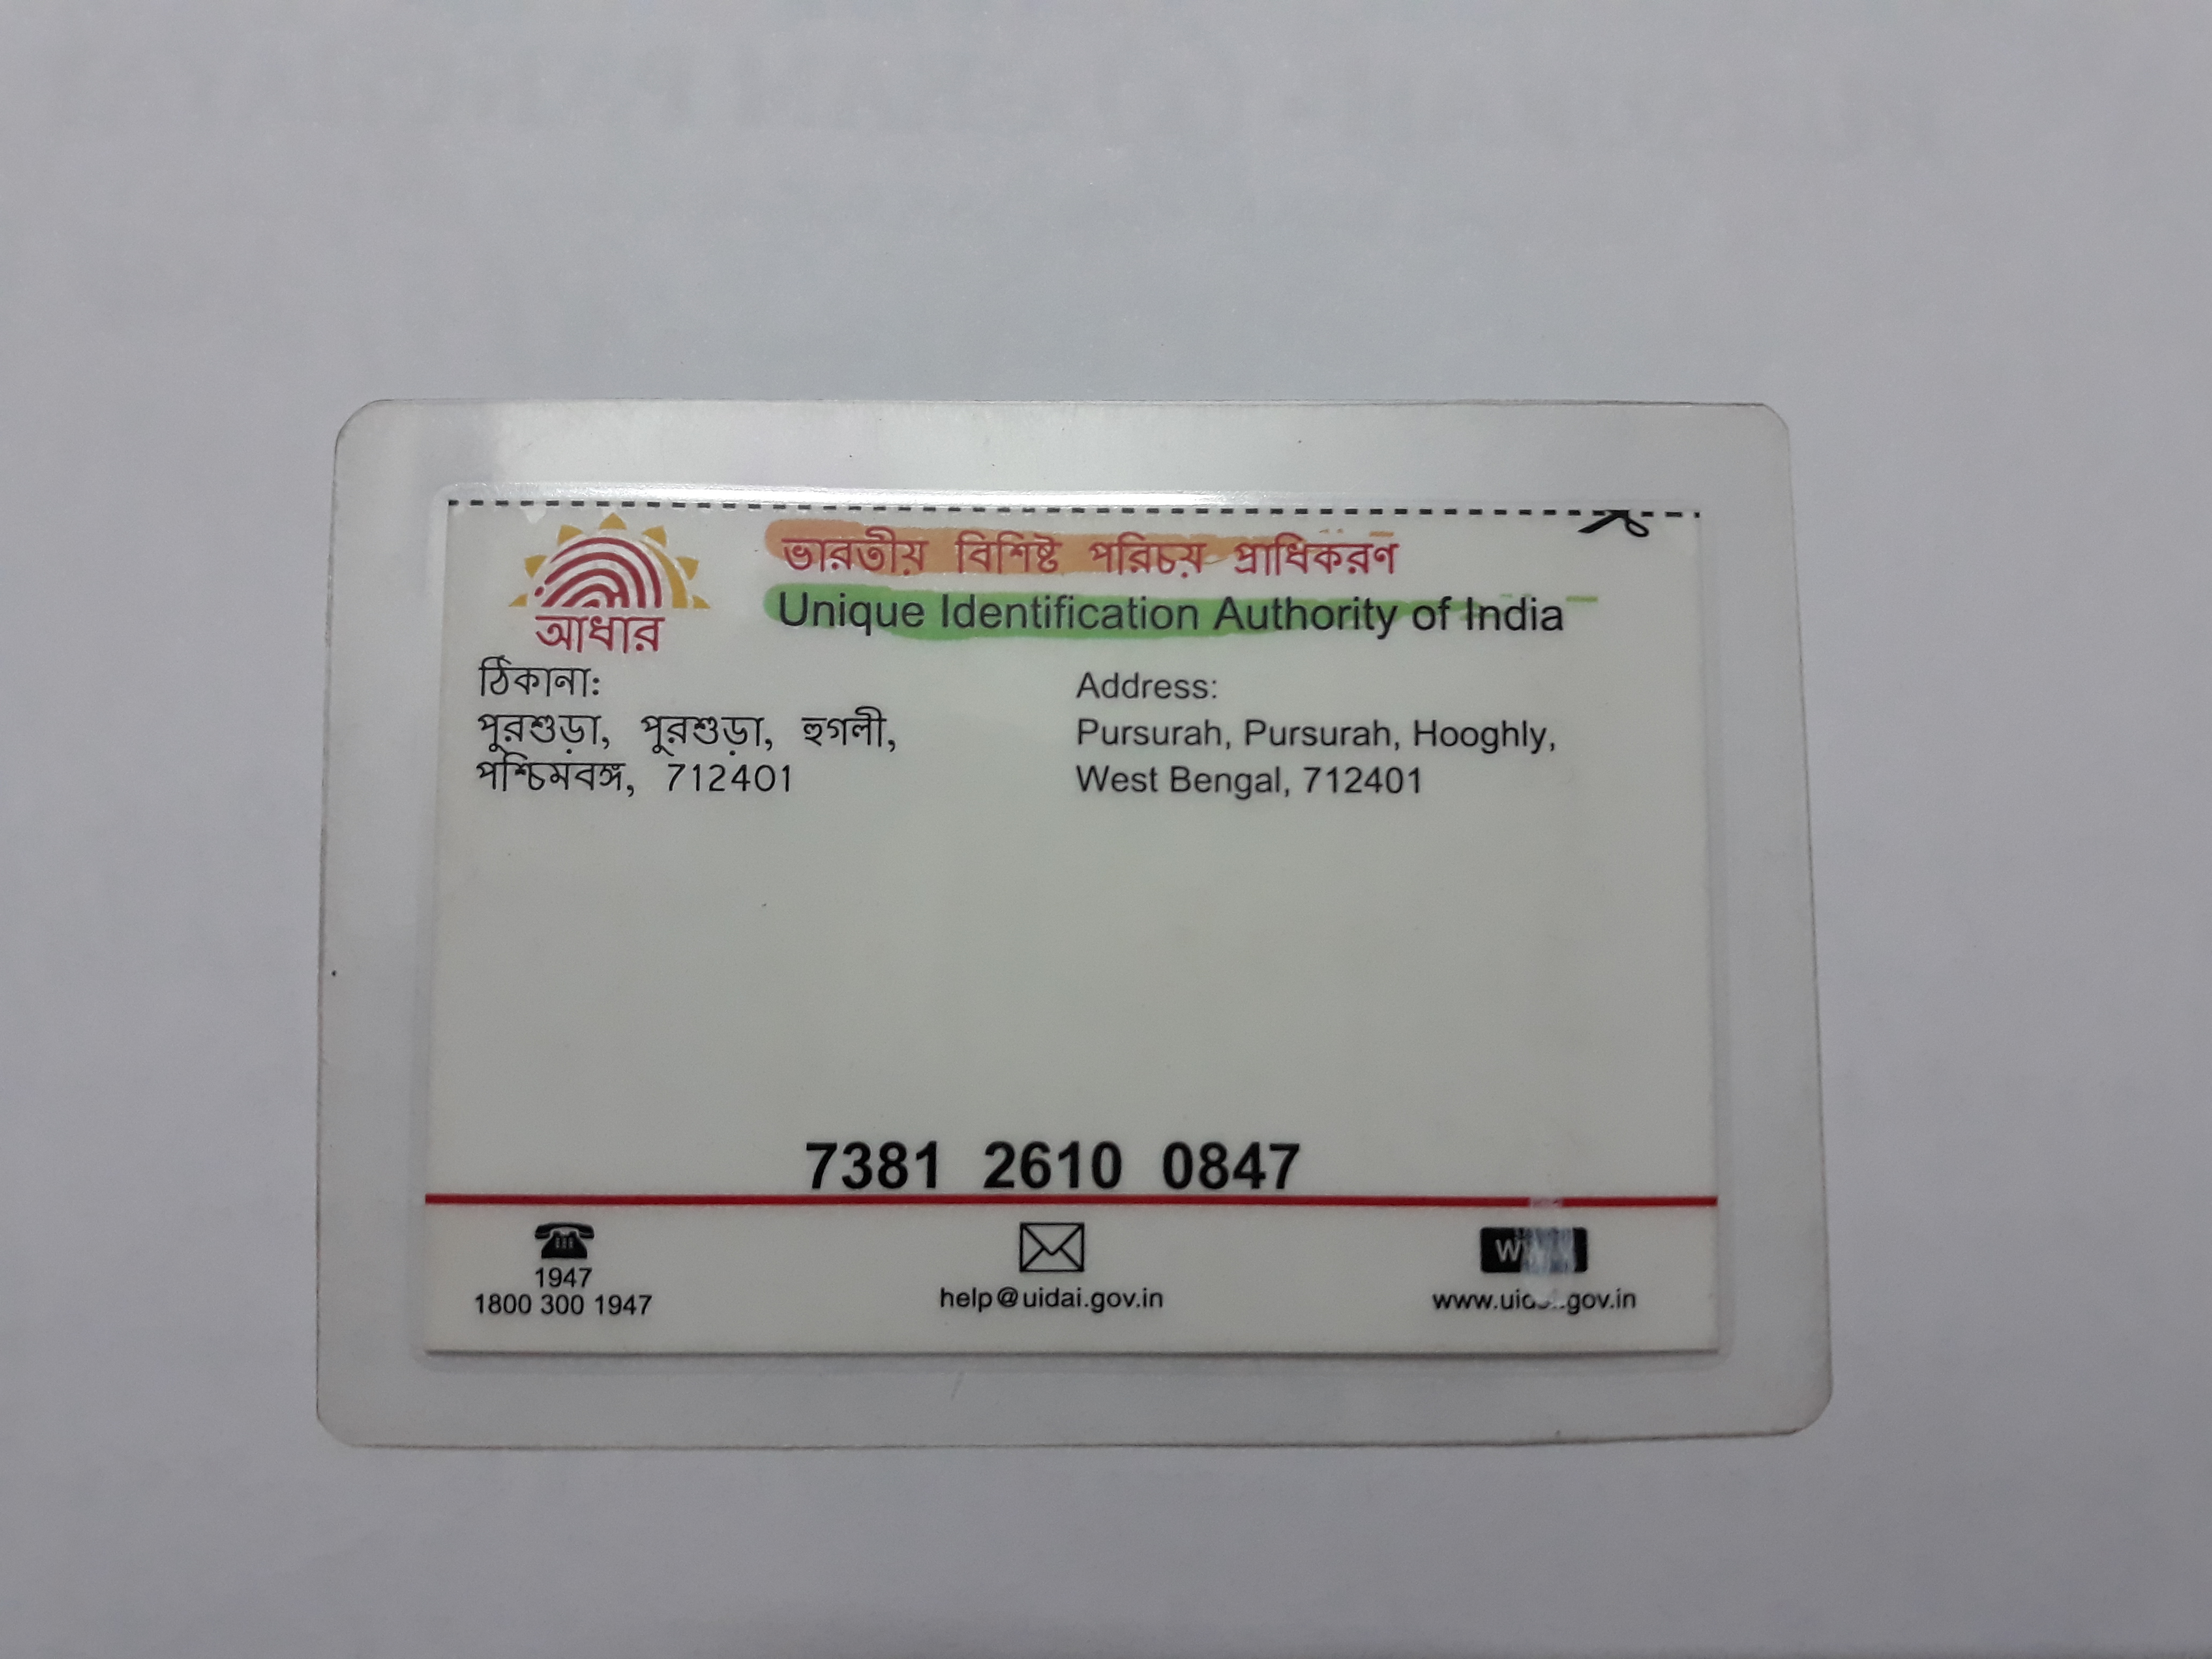 ভারতীয় বিশিষ্ট পরিচয় প্রাধিকরণ
Unique Identification Authority of India
আধার
ঠিকানা:
পুরশুড়া, পুরশুড়া, হুগলী,
পশ্চিমবঙ্গ, 712401
Address:
Pursurah, Pursurah, Hooghly,
West Bengal, 712401
7381 2610 0847
1947
1800 300 1947
help@uidai.gov.in